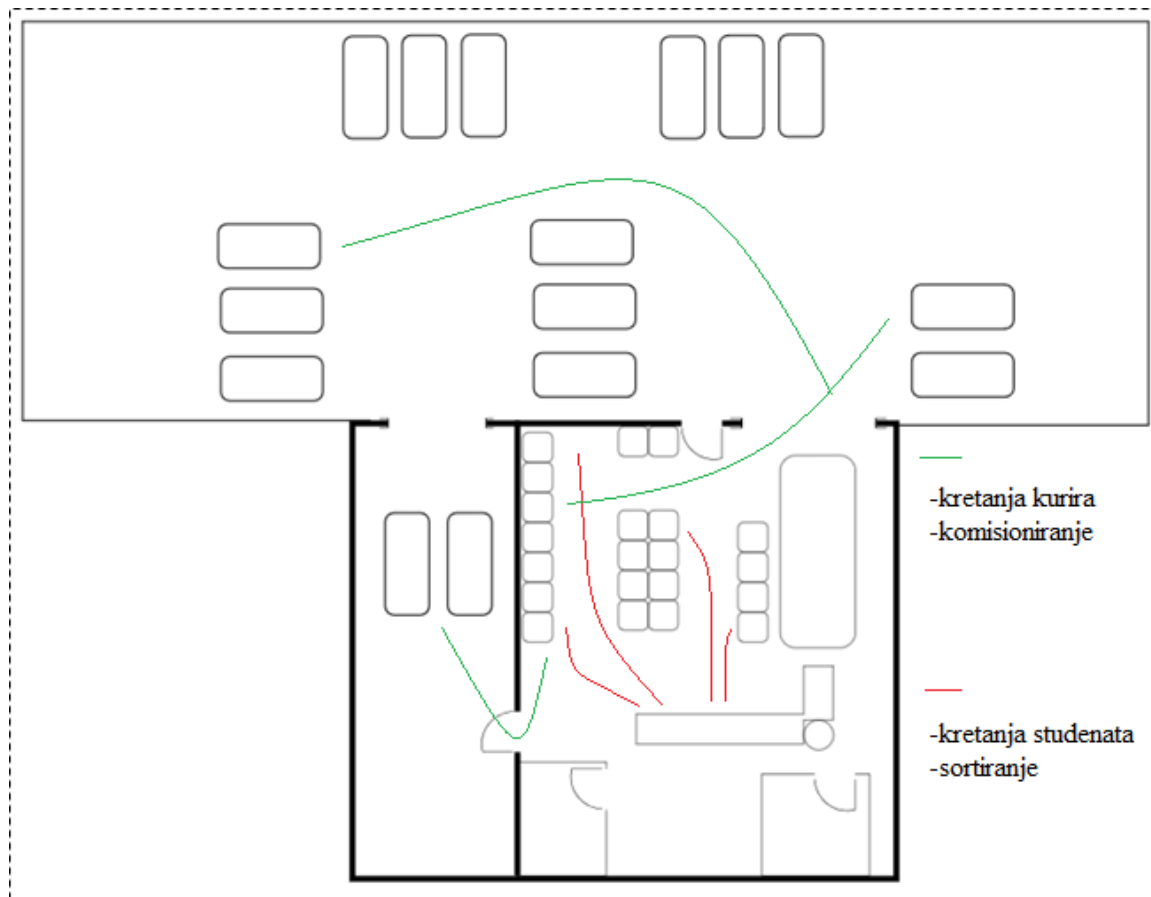 -kretanja kurira
-komisioniranje
-kretanja studenata
-sortiranje